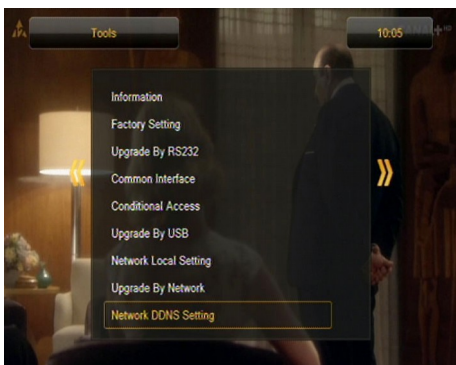 Tools
10:05
Information
Factory Setting
Upgrade By RS232
Common Interface
Conditional Access
Upgrade By USB
Network Local Setting
Upgrade By Network
Network DDNS Setting